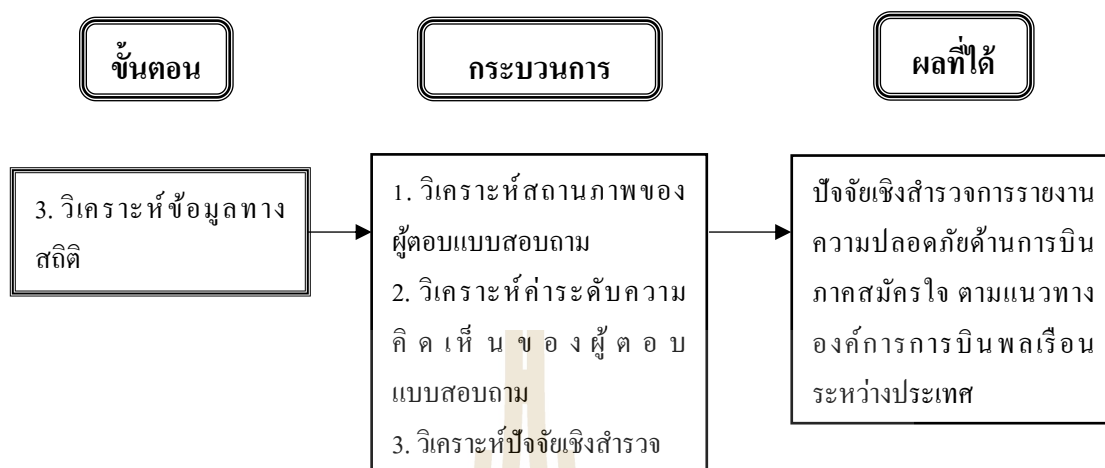 ขั้นตอน
กระบวนการ
ผลที่ได้
3. วิเคราะห์ข้อมูลทาง
สถิติ
1. วิเคราะห์สถานภาพของ
ผู้ตอบแบบสอบถาม
2. วิเคราะห์ค่าระดับความ
คิดเห็นของผู้ตอบ
แบบสอบถาม
3. วิเคราะห์ปัจจัยเชิงสำรวจ
ปัจจัยเชิงสำรวจการรายงาน
ความปลอดภัยด้านการบิน
ภาคสมัครใจ ตามแนวทาง
องค์การการบินพลเรือน
ระหว่างประเทศ